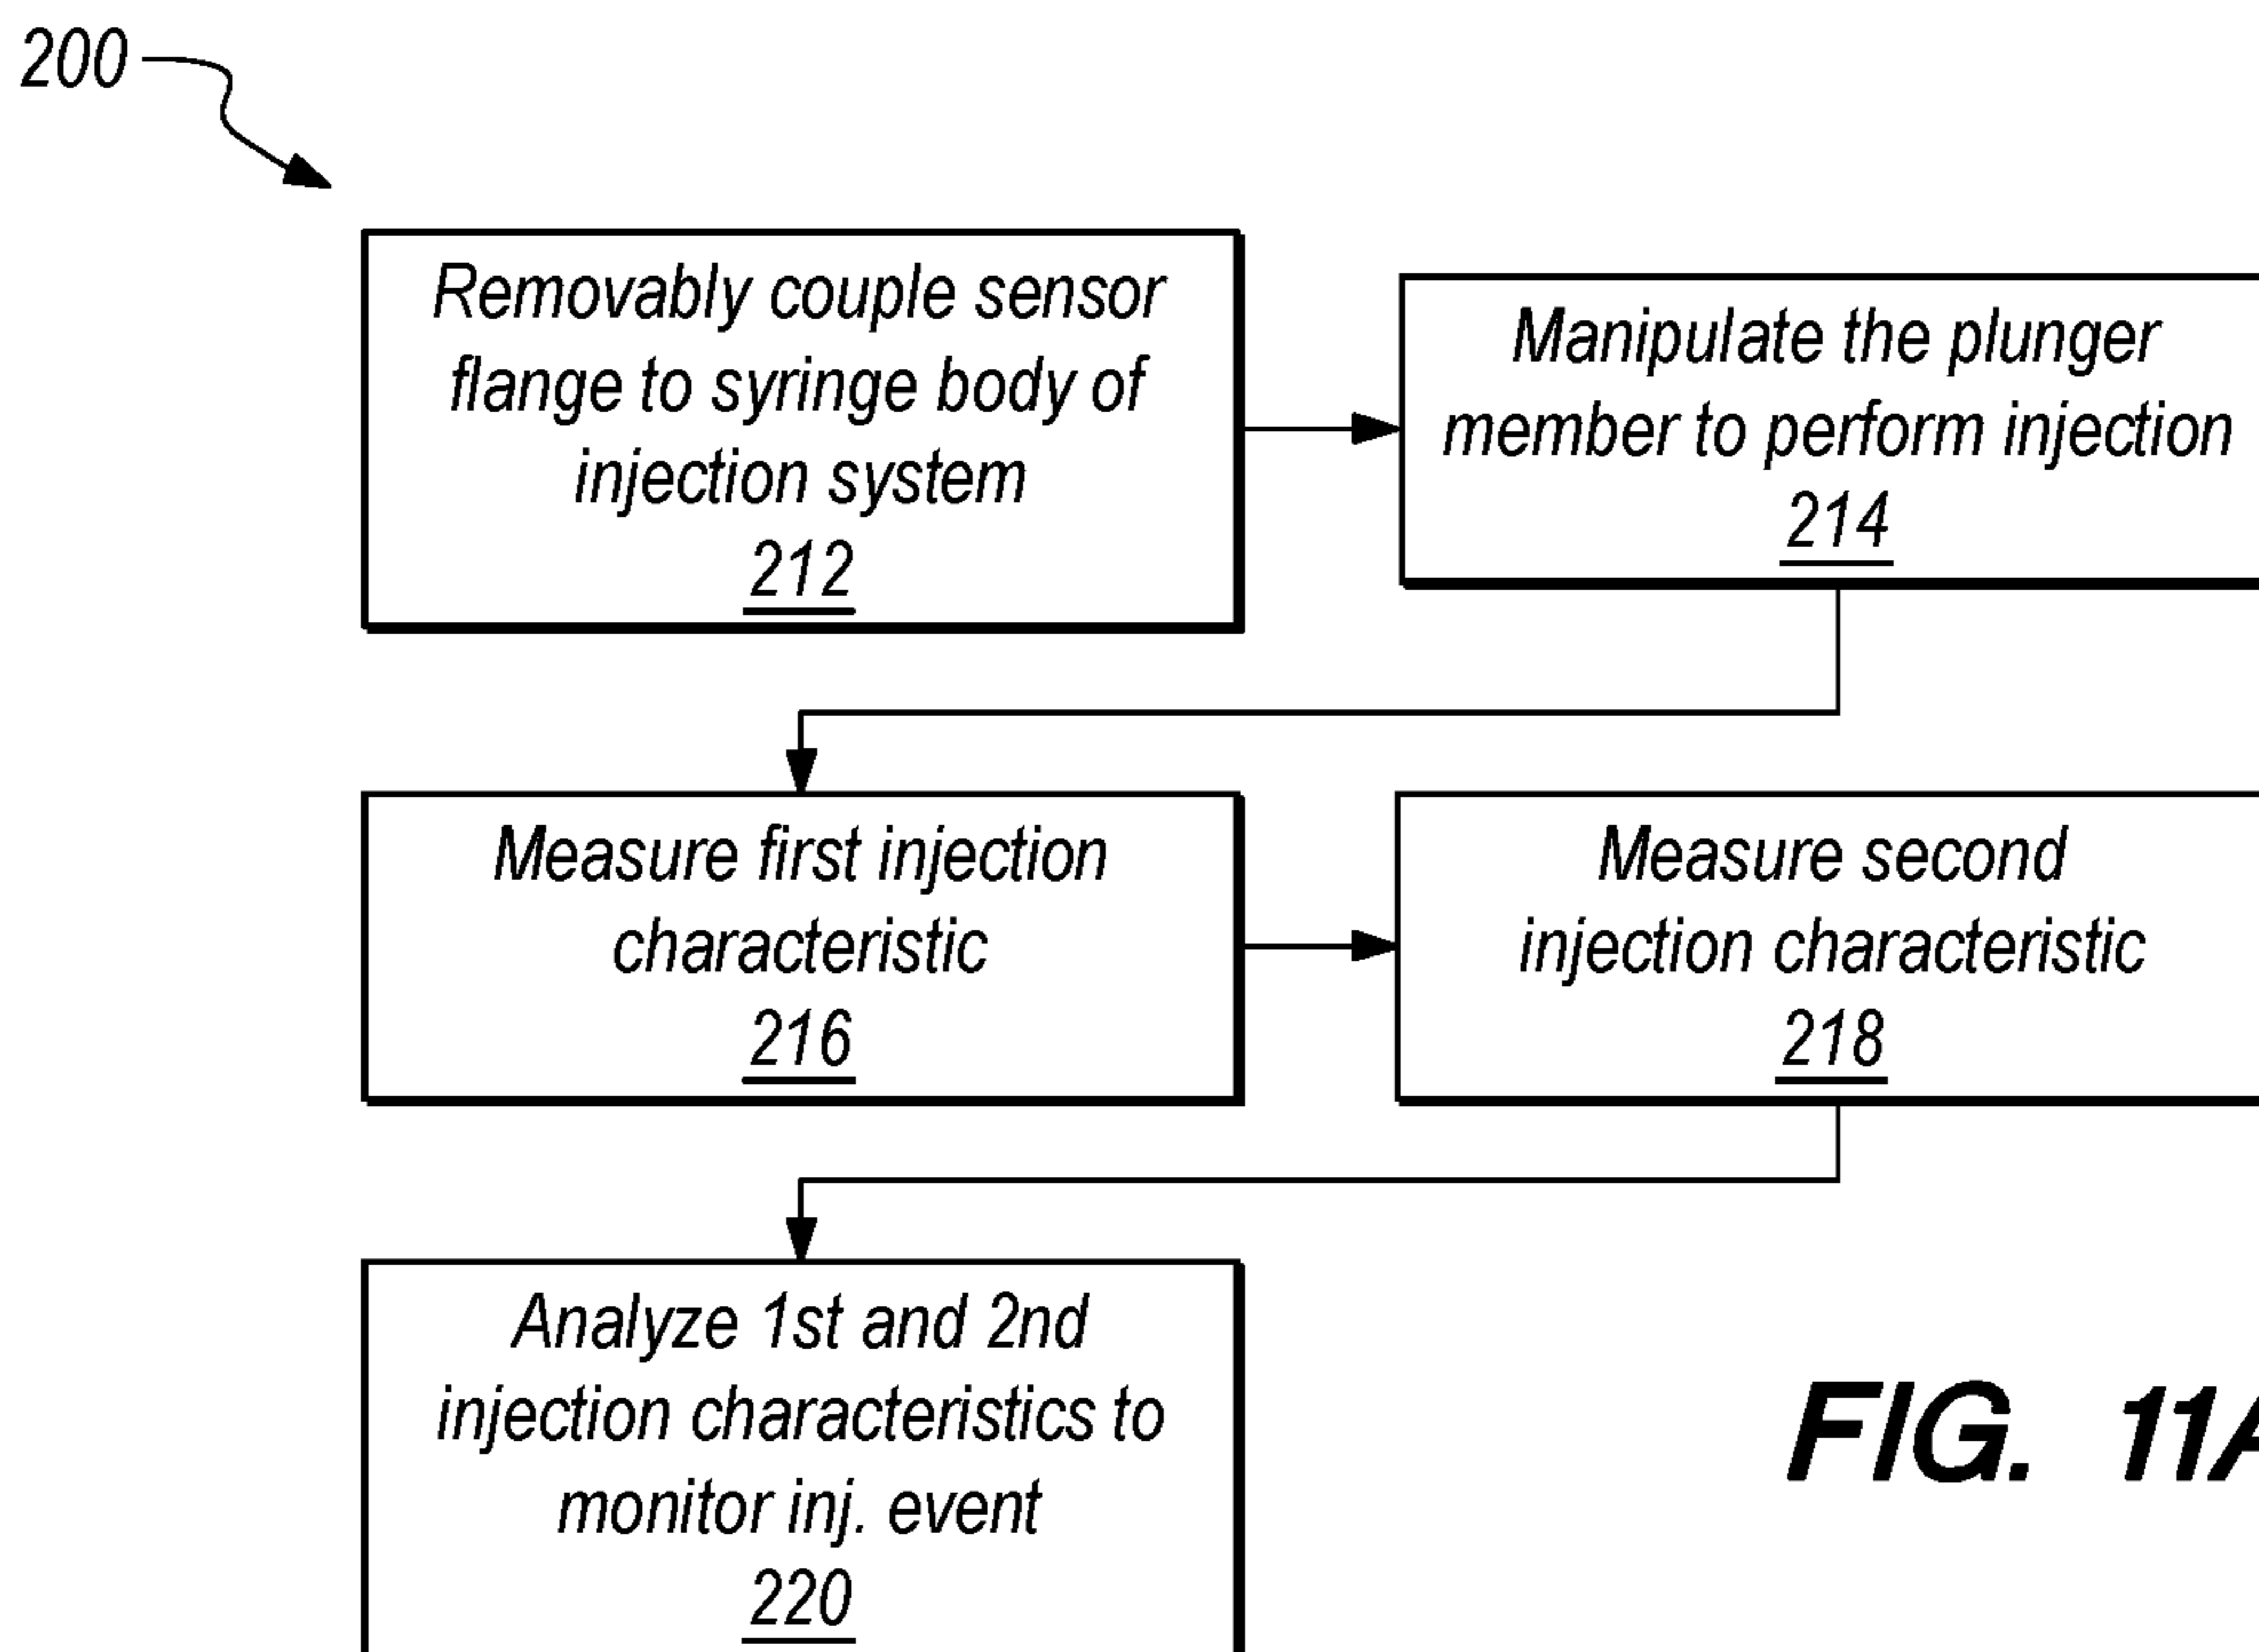 200
Removably couple sensor
flange to syringe body of
injection system
212
Manipulate the plunger
member to perform injection
214
Measure first injection
characteristic
216
Measure second
injection characteristic
218
Analyze 1st and 2nd
injection characteristics to
monitor inj. event
220
FIG. 11A